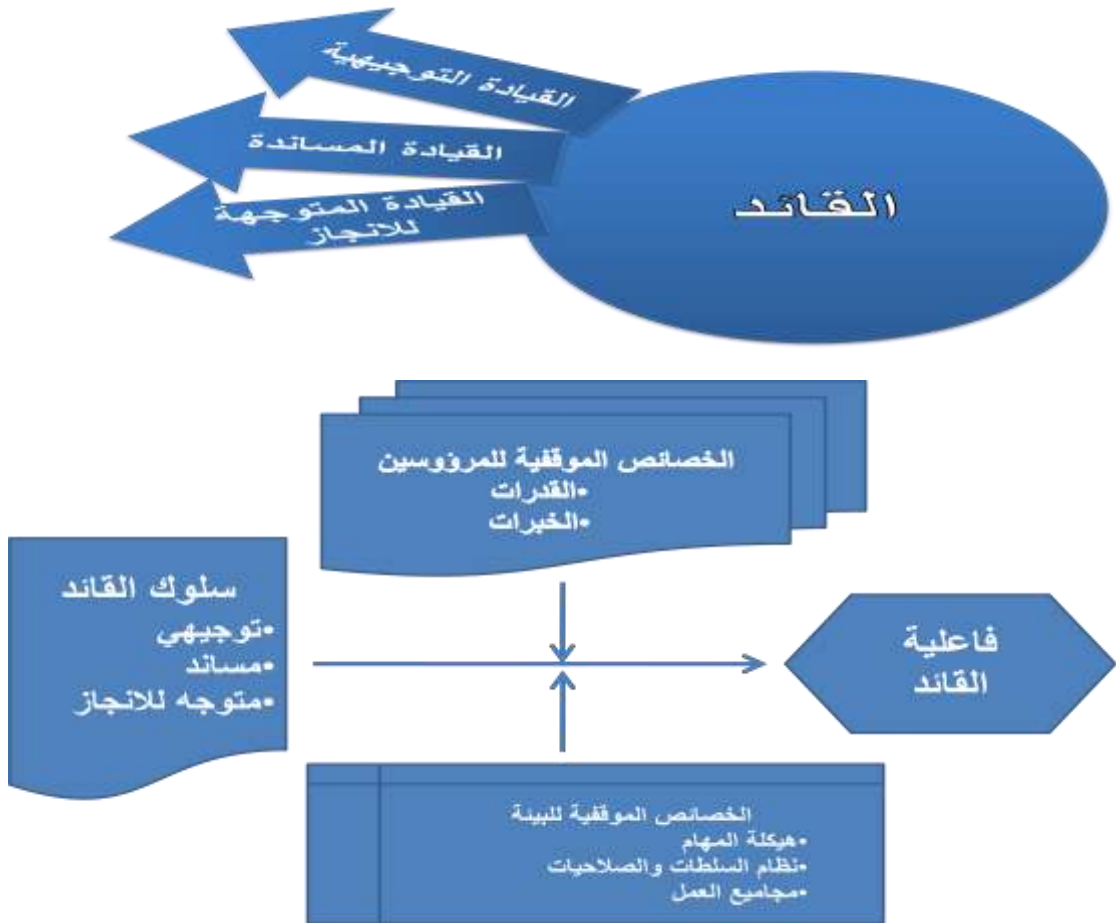 القيادة التوجيهية
القيادة المساندة
القيادة المتوجهة
للانجاز
القائد
الخصائص الموقفية للمرؤوسين
•القدرات
•الخبرات
سلوك القائد
•توجيهي
•مساند
•متوجه للانجاز
فاعلية
القائد
الخصائص الموقفية للبيئة
•هيكلة المهام
•نظام السلطات والصلاحيات
•مجاميع العمل